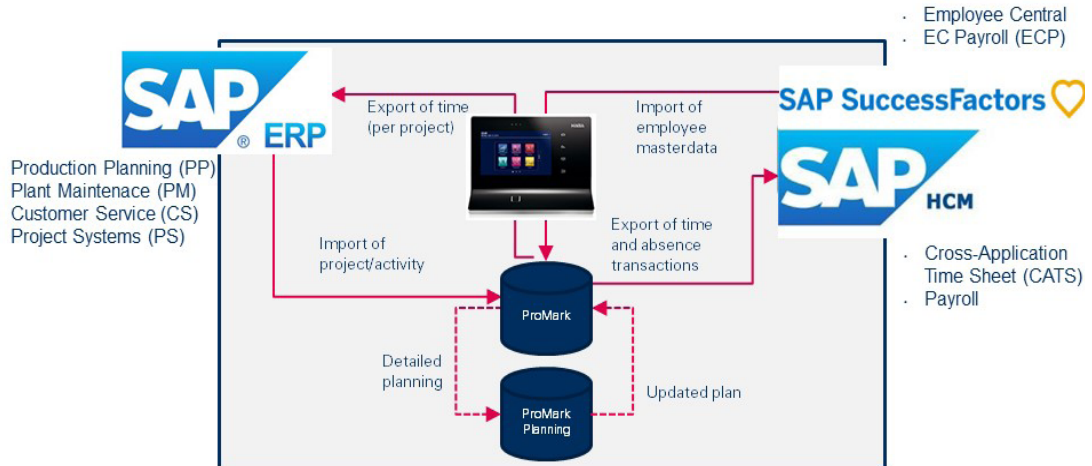 Employee Central
EC Payroll (ECP)
SAP
® ERP
Export of time
(per project)
Import of
employee
masterdata
SAP SuccessFactors
SAP
HCM
Production Planning (PP)
Plant Maintenace (PM)
Customer Service (CS)
Project Systems (PS)
Import of
project/activity
Export of time
and absence
transactions
Cross-Application
Time Sheet (CATS)
Payroll
ProMark
Detailed
planning
Updated plan
ProMark
Planning